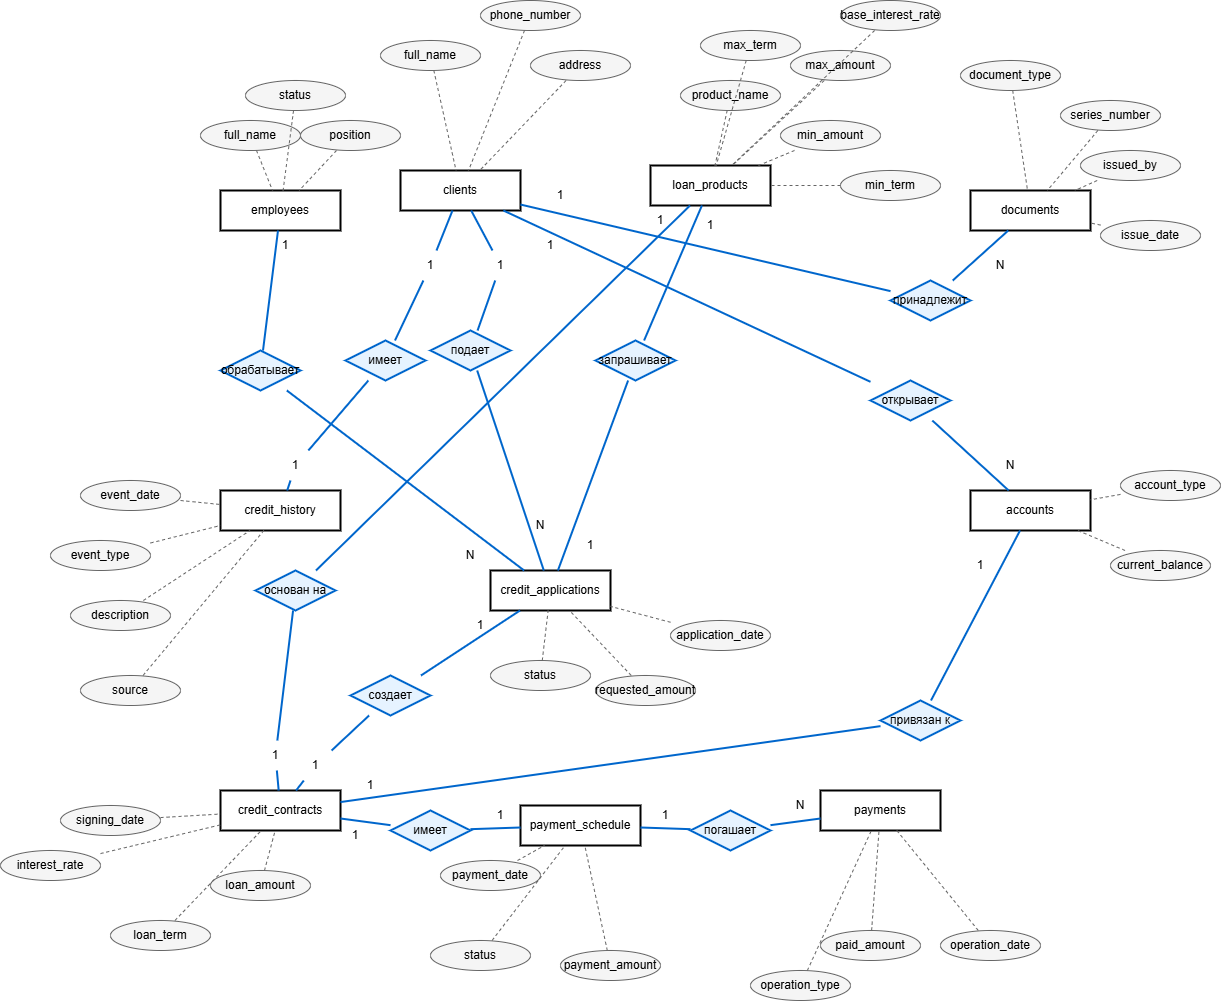 phone_number
base_interest_rate
full_name
max_term
address
max_amount
document_type
status
product_name
series_number
full_name
position
min_amount
issued_by
clients
loan_products
min_term
employees
documents
issue_date
1
1
1
1
1
1
1
1
N
принадлежит
подает
имеет
запрашивает
обрабатывает
открывает
1
N
event_date
account_type
credit_history
accounts
N
1
N
event_type
1
current_balance
основан на
credit_applications
description
1
application_date
status
source
requested_amount
создает
привязан к
1
1
1
credit_contracts
payments
N
signing_date
1
1
payment_schedule
имеет
погашает
1
interest_rate
payment_date
loan_amount
loan_term
status
paid_amount
operation_date
payment_amount
operation_type